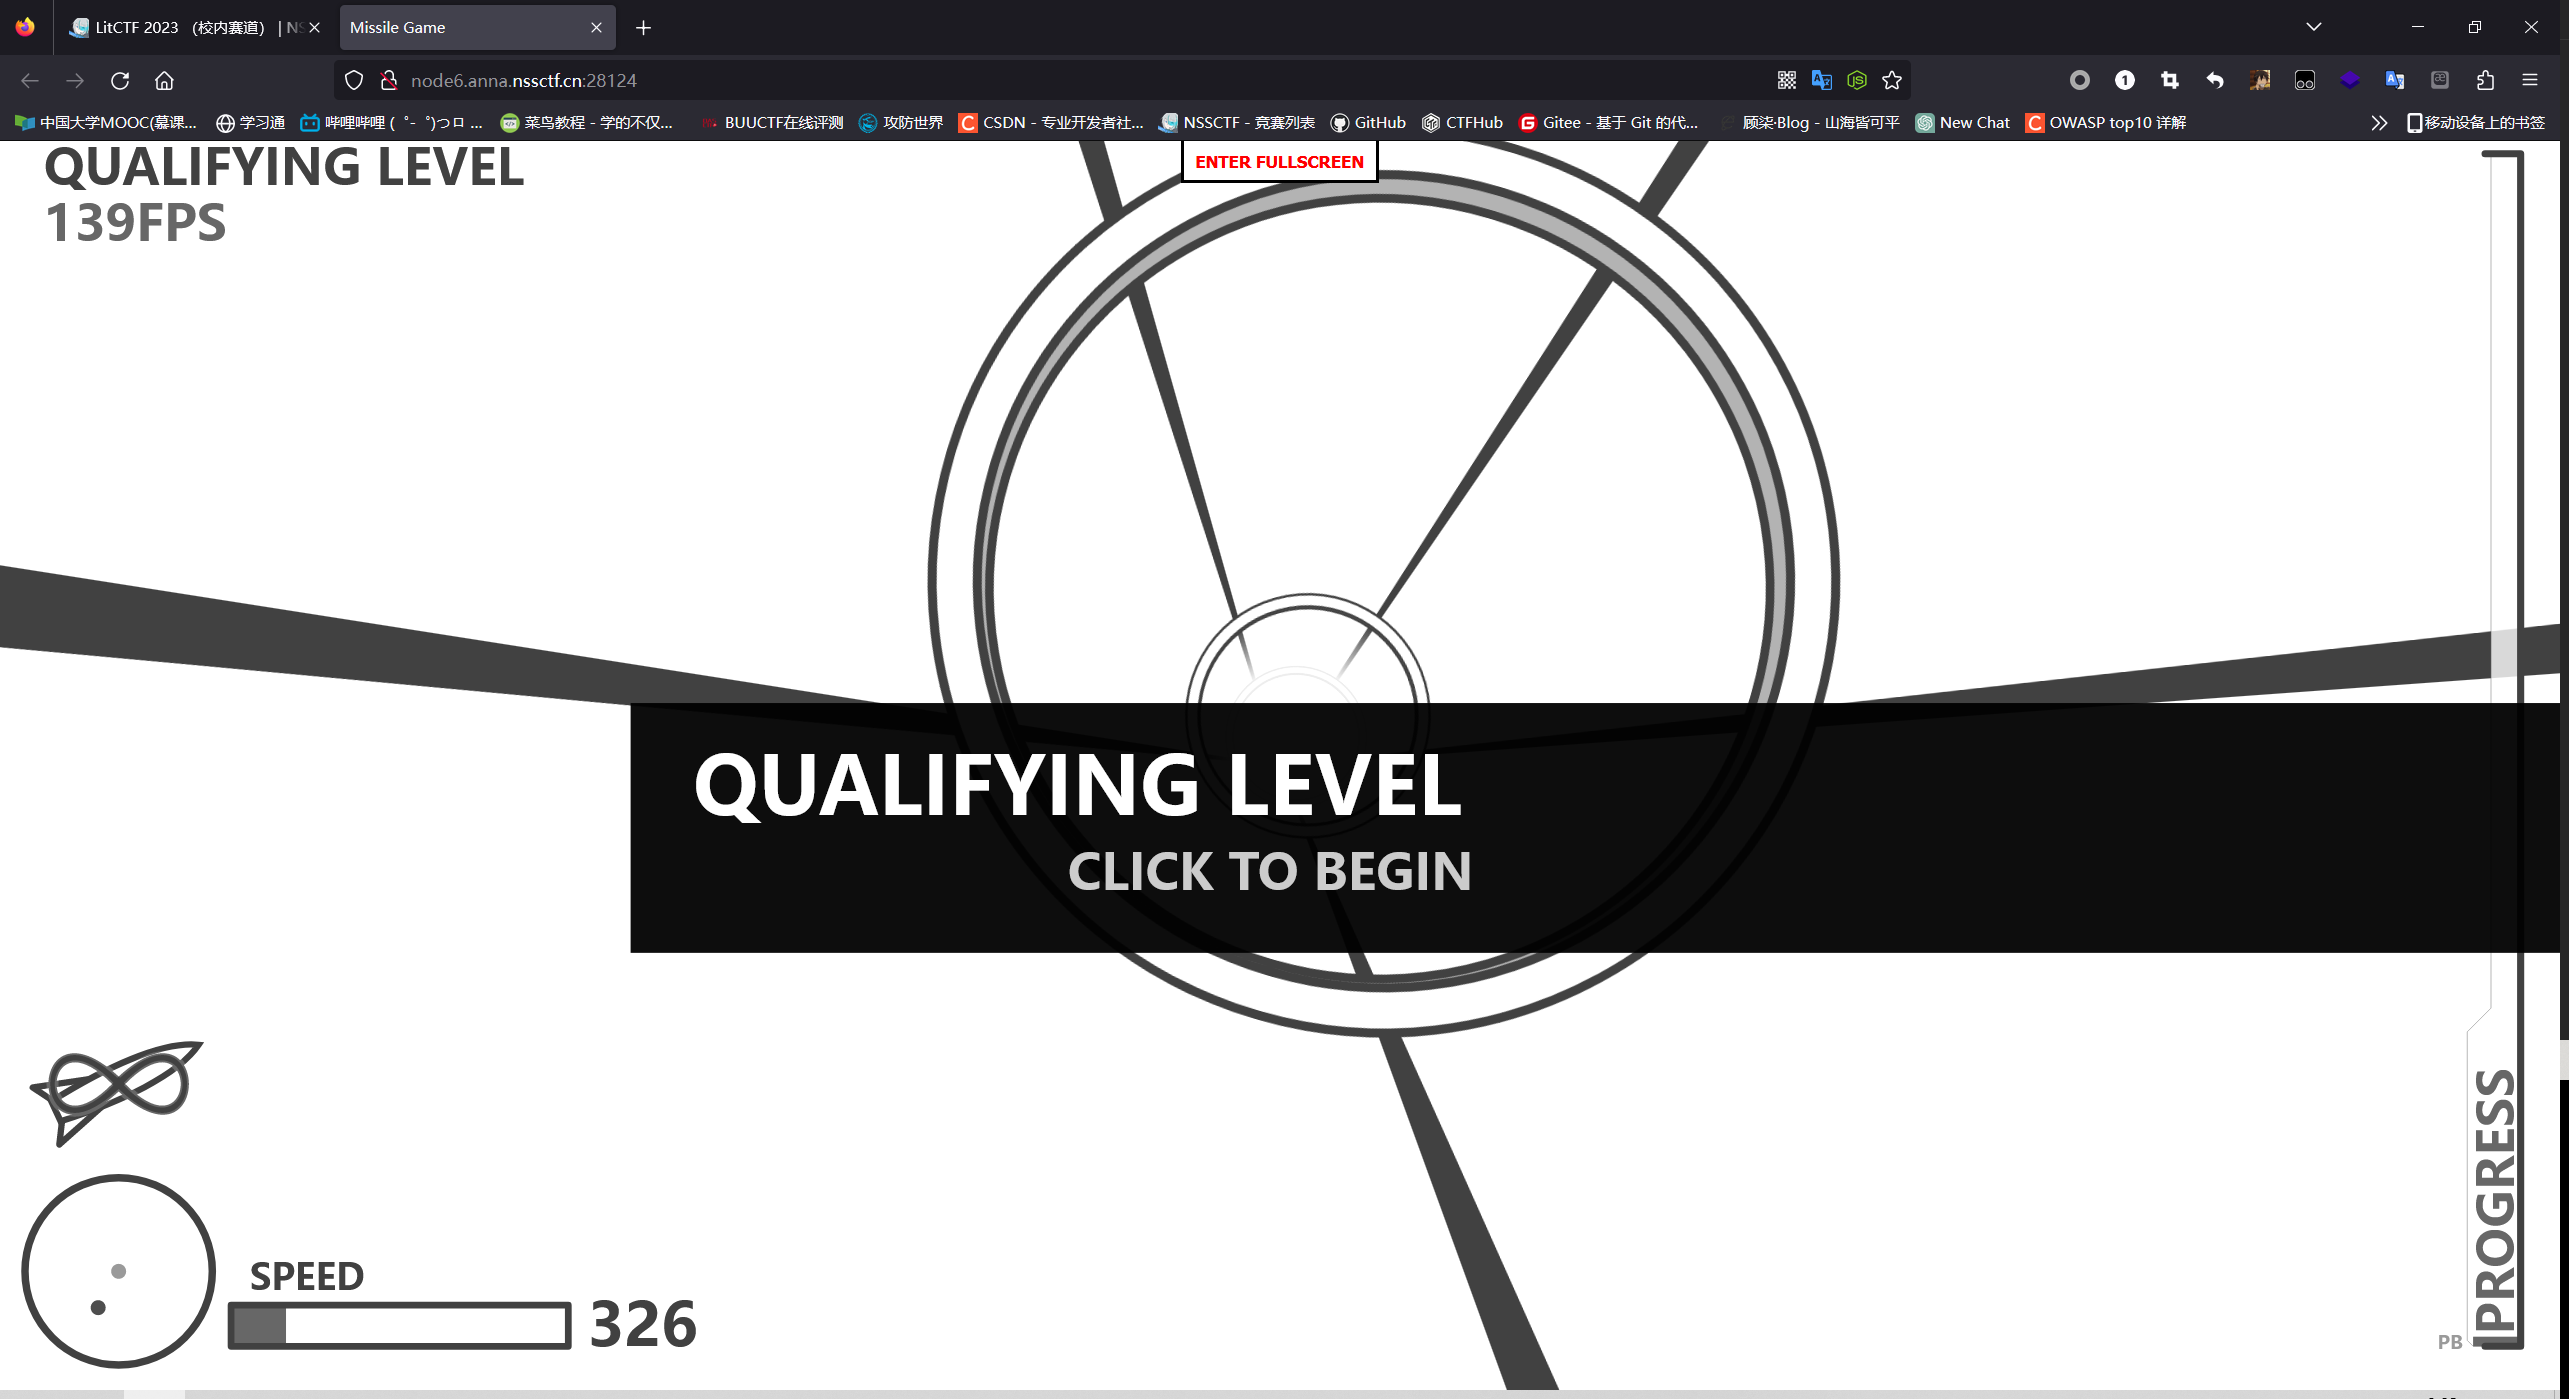 LitCTF 2023 （校内赛道） | NS
Missile Game
node6.anna.nssctf.cn:28124
中国大学MOOC(慕课...
学习通
哔哩哔哩 ( ゜- ゜)つロ ...
菜鸟教程 - 学的不仅...
BUUCTF在线评测
攻防世界
CSDN - 专业开发者社...
NSSCTF - 竞赛列表
GitHub
CTFHub
Gitee - 基于 Git 的代...
顾柒·Blog - 山海皆可平
New Chat
OWASP top10 详解
移动设备上的书签
QUALIFYING LEVEL
139FPS
ENTER FULLSCREEN
QUALIFYING LEVEL
CLICK TO BEGIN
SPEED
326
PROGRESS
PB